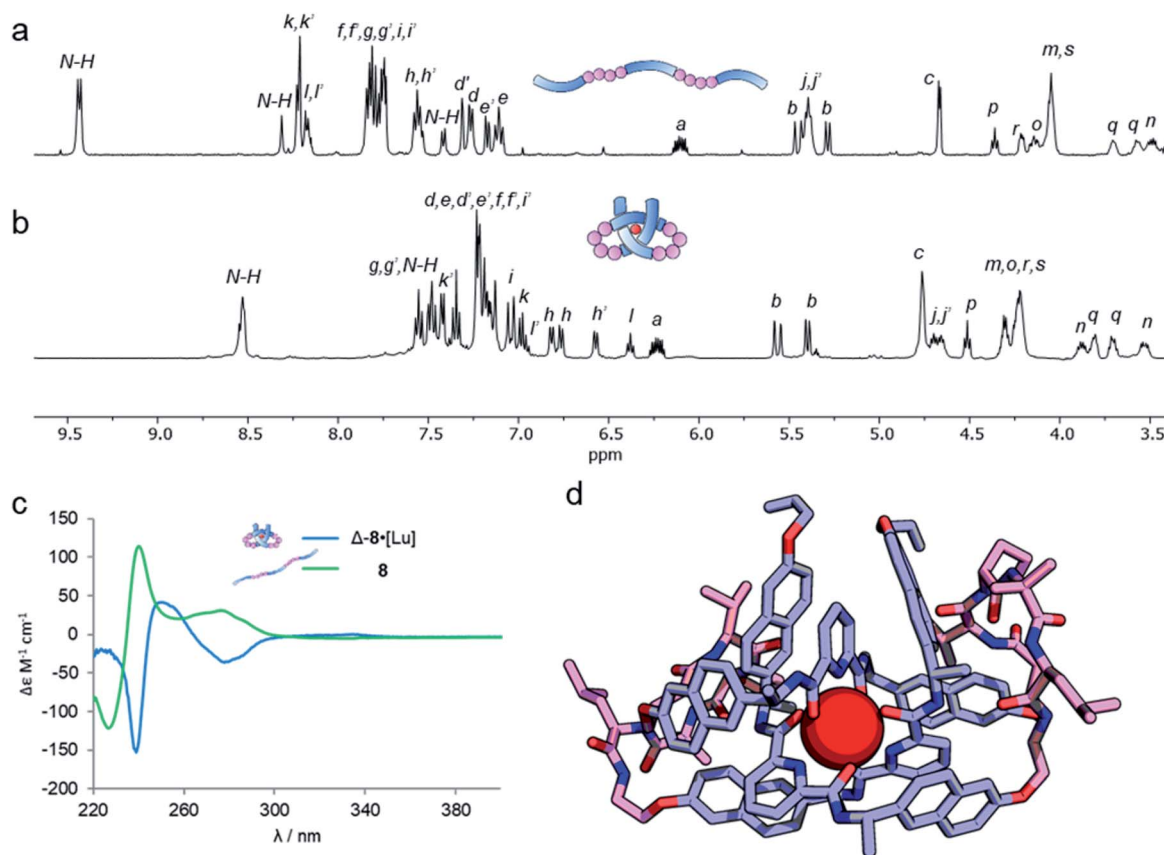 a
N-H
N-H
k,k'
l,l'
f,f',g,g',i,i'
h,h'
N-H
d'
d
e'
e
a
b
j,j'
b
c
p
r
o
m,s
q
q
n
b
N-H
g,g',N-H
k'
d,e,d',e',f,f',i'
i
k
l'
h
h
h'
l
a
b
b
c
j,j'
p
m,o,r,s
n
q
q
n
9.5 9.0 8.5 8.0 7.5 7.0 6.5 6.0 5.5 5.0 4.5 4.0 3.5
ppm
c
150
100
50
0
-50
-100
-150
-200
Δε M⁻¹ cm⁻¹
Δ-8•[Lu]
8
220 260 300 340 380
λ / nm
d